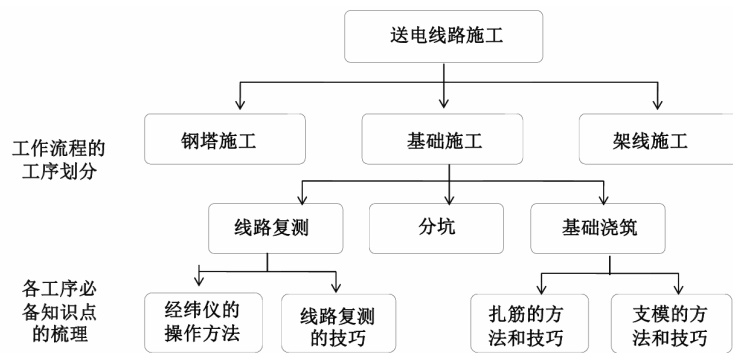 送电线路施工
工作流程的
工序划分
钢塔施工
基础施工
架线施工
线路复测
分坑
基础浇筑
各工序必
备知识点
的梳理
经纬仪的
操作方法
线路复测
的技巧
扎筋的方
法和技巧
支模的方
法和技巧